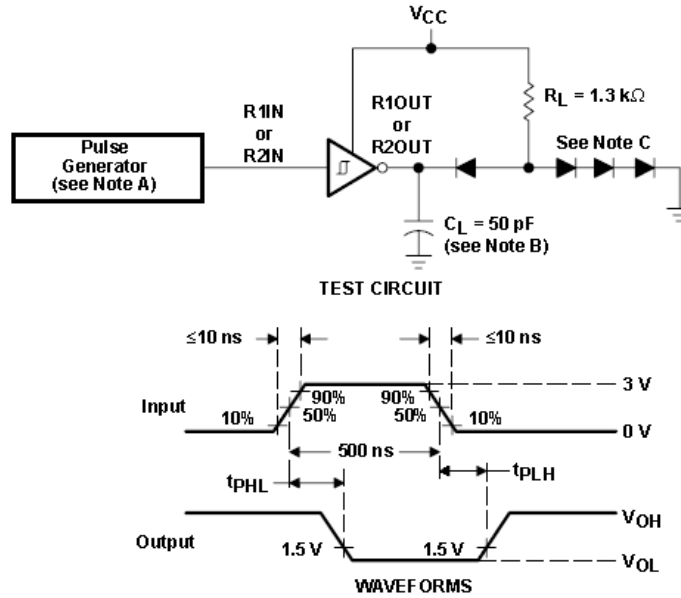 VCC
RL = 1.3 kΩ
R1IN
or
R2IN
R1OUT
or
R2OUT
See Note C
Pulse
Generator
(see Note A)
CL = 50 pF
(see Note B)
TEST CIRCUIT
≤10 ns
≤10 ns
Input
10%
90%
50%
90%
50%
10%
3 V
0 V
500 ns
tPHL
tPLH
Output
1.5 V
1.5 V
VOH
VOL
WAVEFORMS